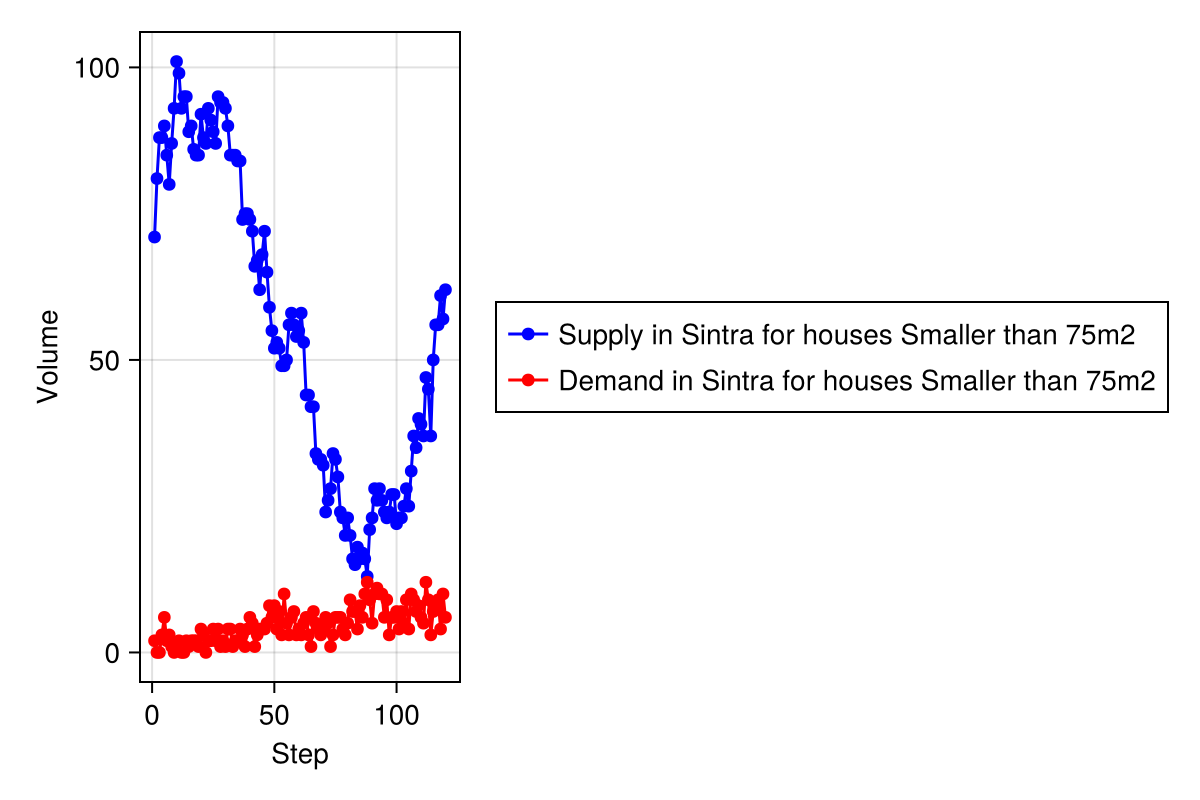 100
50
0
Volume
0 50 100
Step
Supply in Sintra for houses Smaller than 75m2
Demand in Sintra for houses Smaller than 75m2